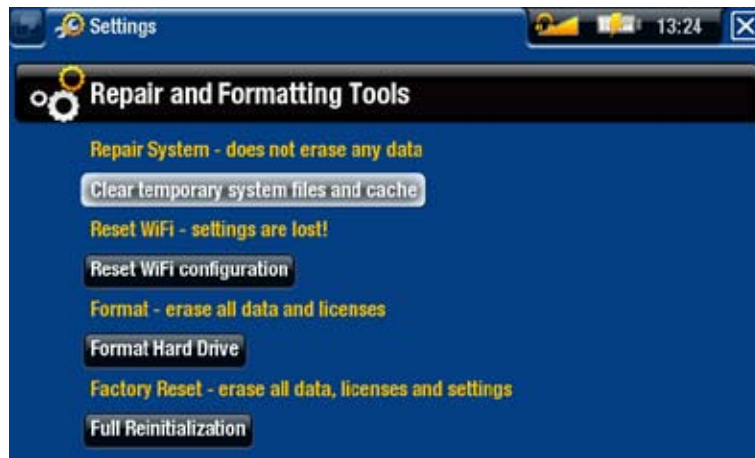 Settings
13:24
Repair and Formatting Tools
Repair System - does not erase any data
Clear temporary system files and cache
Reset WiFi - settings are lost!
Reset WiFi configuration
Format - erase all data and licenses
Format Hard Drive
Factory Reset - erase all data, licenses and settings
Full Reinitialization